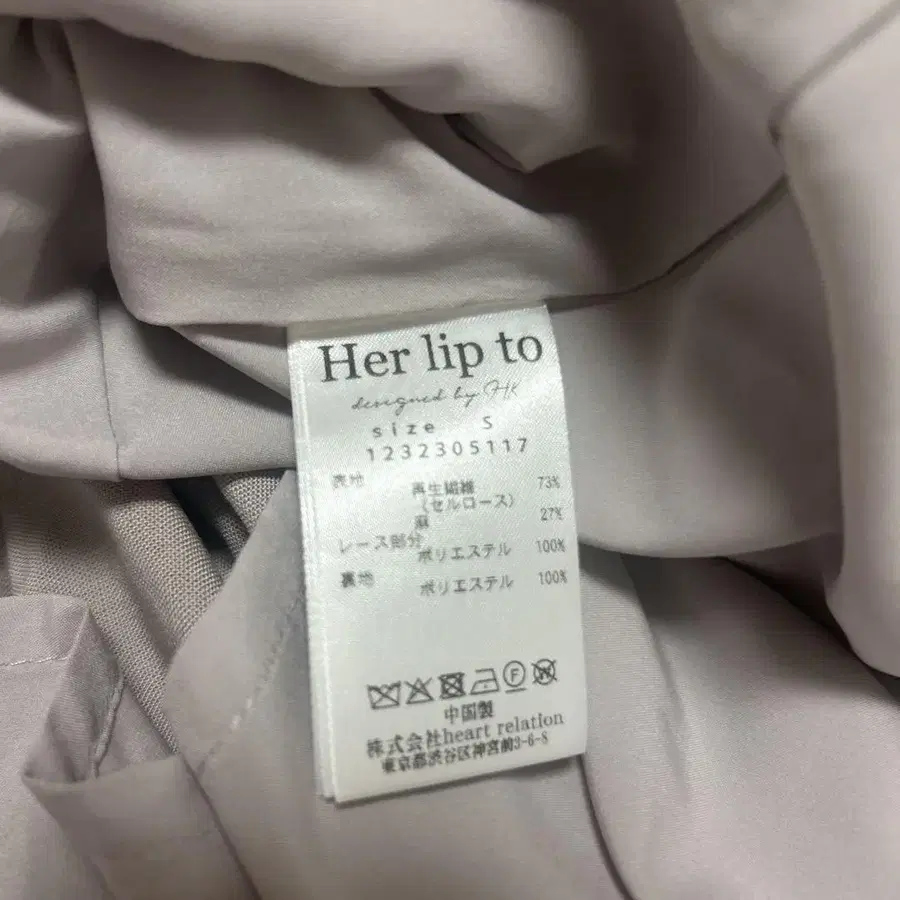 Her lip to
designed by HK
size S
1232305117
表地 再生繊維 73%
(セルロース)
麻 27%
レース部分 ポリエステル 100%
裏地 ポリエステル 100%
F W
中国製
株式会社heart relation
東京都渋谷区神宮前3-6-8